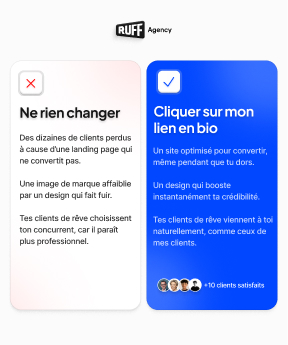 RUFF Agency
Ne rien changer
Des dizaines de clients perdus
à cause d'une landing page qui
ne convertit pas.
Une image de marque affaiblie
par un design qui fait fuir.
Tes clients de rêve choisissent
ton concurrent, car il paraît
plus professionnel.
Cliquer sur mon
lien en bio
Un site optimisé pour convertir,
même pendant que tu dors.
Un design qui booste
instantanément ta crédibilité.
Tes clients de rêve viennent à toi
naturellement, comme ceux de
mes clients.
+10 clients satisfaits